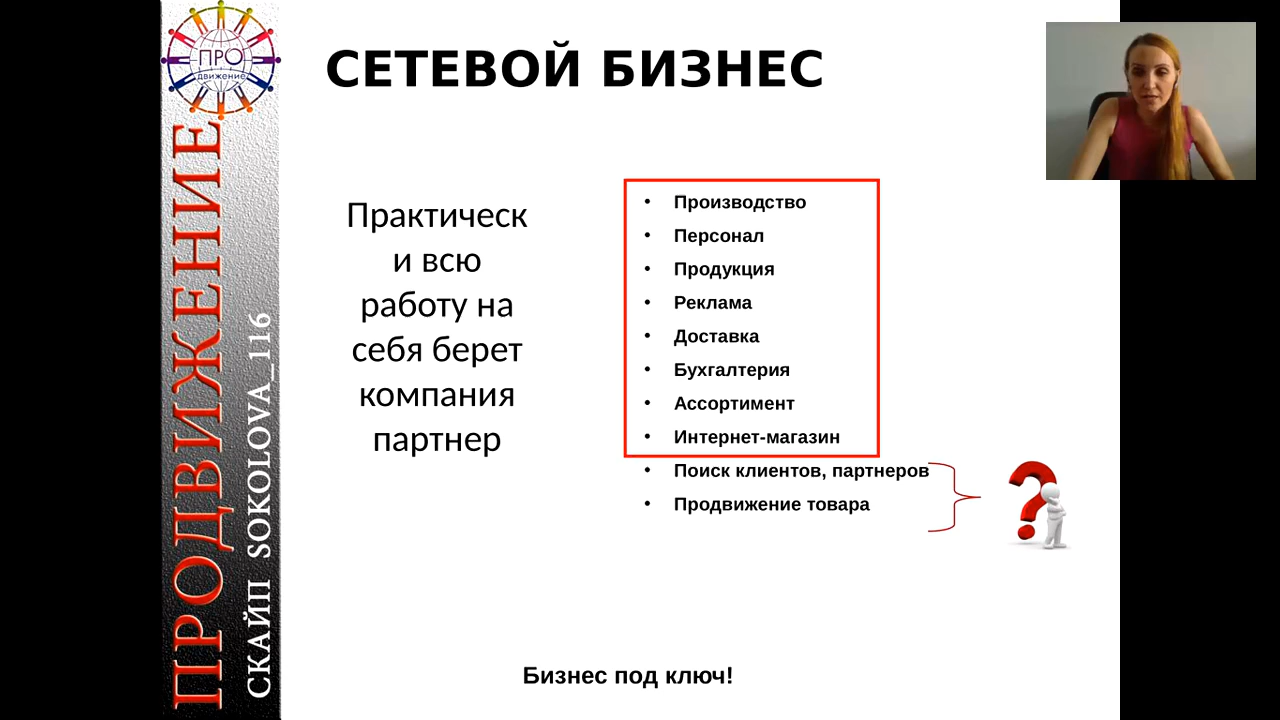 ПРО
движение
ПРОДВИЖЕНИЕ
СКАЙП SOKOLOVA_116
СЕТЕВОЙ БИЗНЕС
Практическ
и всю
работу на
себя берет
компания
партнер
• Производство
• Персонал
• Продукция
• Реклама
• Доставка
• Бухгалтерия
• Ассортимент
• Интернет-магазин
• Поиск клиентов, партнеров
• Продвижение товара
?
Бизнес под ключ!